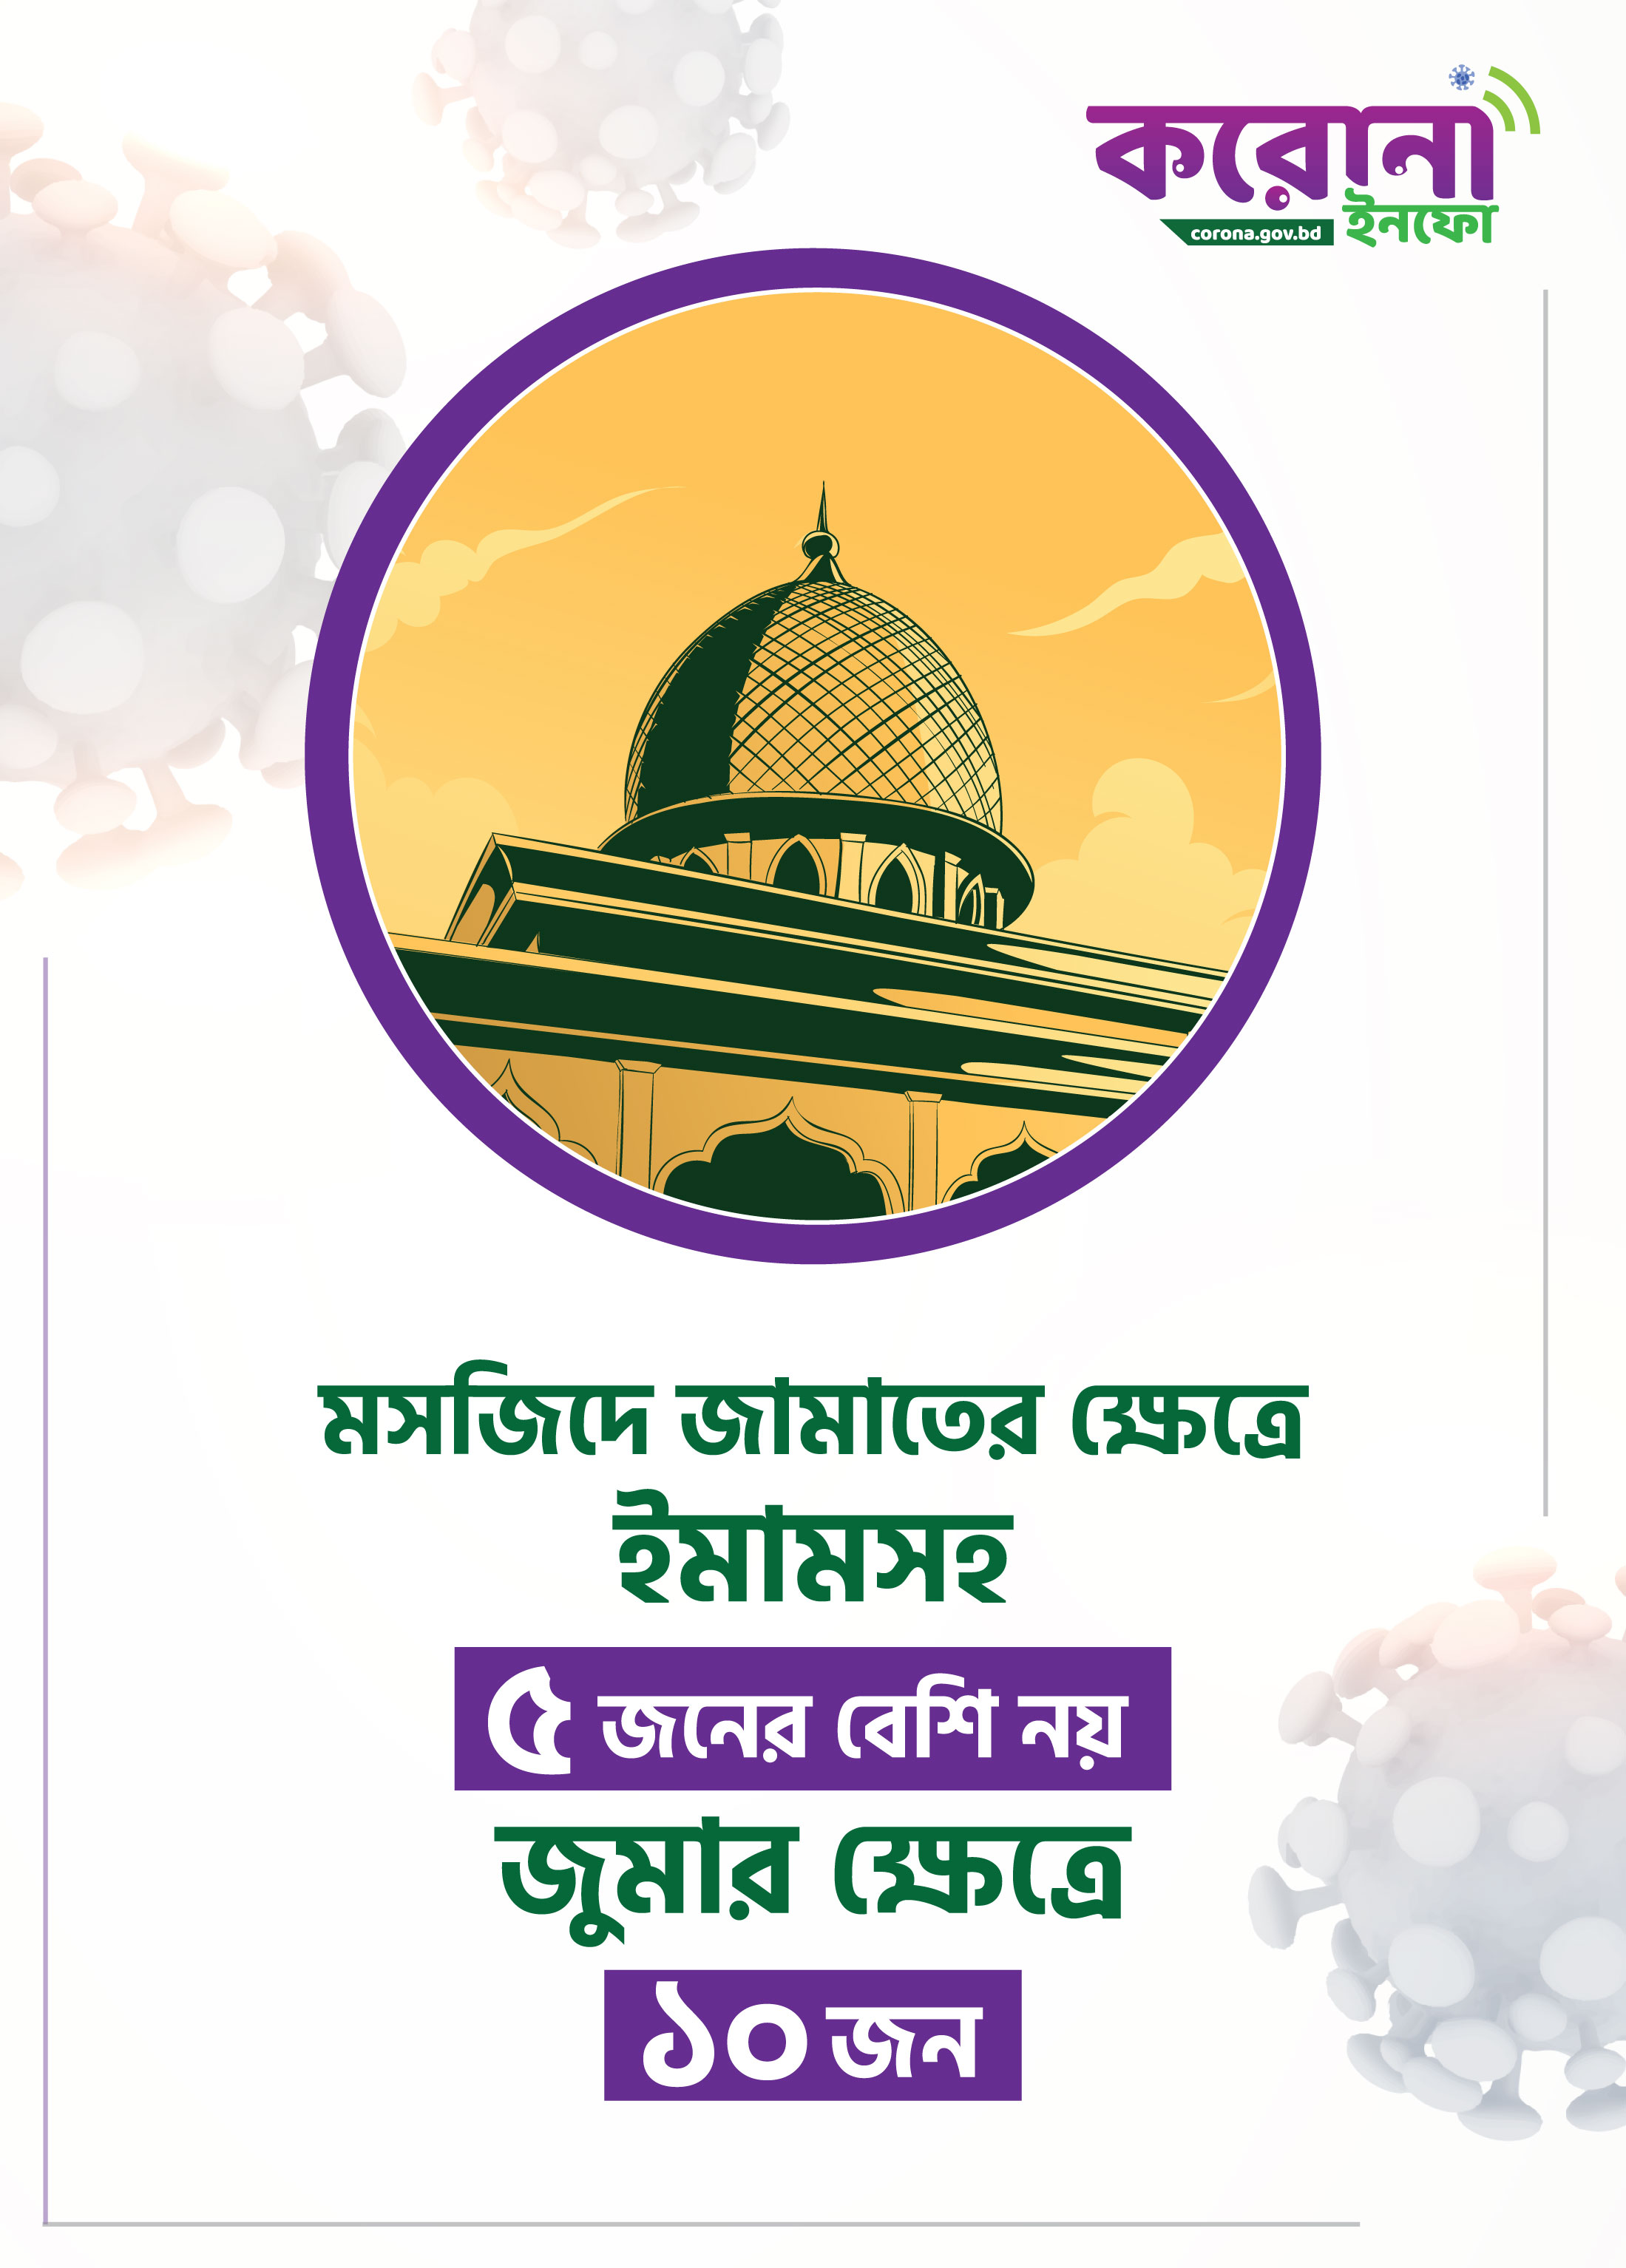 করোনা
corona.gov.bd ইনফো
মসজিদে জামাতের ক্ষেত্রে
ইমামসহ
৫ জনের বেশি নয়
জুমার ক্ষেত্রে
১০ জন